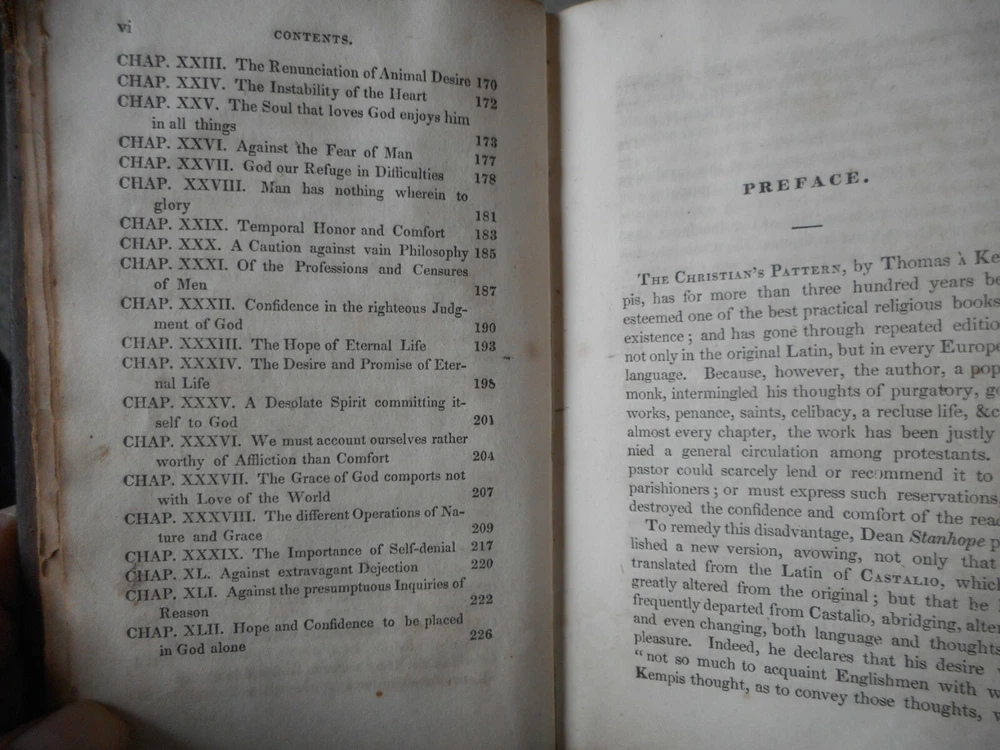 vi
CONTENTS.
CHAP. XXIII. The Renunciation of Animal Desire 170
CHAP. XXIV. The Instability of the Heart 172
CHAP. XXV. The Soul that loves God enjoys him
in all things 173
CHAP. XXVI. Against the Fear of Man 177
CHAP. XXVII. God our Refuge in Difficulties 178
CHAP. XXVIII. Man has nothing wherein to
glory 181
CHAP. XXIX. Temporal Honor and Comfort 183
CHAP. XXX. A Caution against vain Philosophy 185
CHAP. XXXI. Of the Professions and Censures
of Men 187
CHAP. XXXII. Confidence in the righteous Judg-
ment of God 190
CHAP. XXXIII. The Hope of Eternal Life 193
CHAP. XXXIV. The Desire and Promise of Eter-
nal Life 198
CHAP. XXXV. A Desolate Spirit committing it-
self to God 201
CHAP. XXXVI. We must account ourselves rather
worthy of Affliction than Comfort 204
CHAP. XXXVII. The Grace of God comports not
with Love of the World 207
CHAP. XXXVIII. The different Operations of Na-
ture and Grace 209
CHAP. XXXIX. The Importance of Self-denial 217
CHAP. XL. Against extravagant Dejection 220
CHAP. XLI. Against the presumptuous Inquiries of
Reason 222
CHAP. XLII. Hope and Confidence to be placed
in God alone 226
PREFACE.
THE CHRISTIAN'S PATTERN, by Thomas à Ke
pis, has for more than three hundred years be
esteemed one of the best practical religious books
existence; and has gone through repeated editio
not only in the original Latin, but in every Europe
language. Because, however, the author, a pop
monk, intermingled his thoughts of purgatory, go
works, penance, saints, celibacy, a recluse life, &c
almost every chapter, the work has been justly
nied a general circulation among protestants.
pastor could scarcely lend or recommend it to
parishioners; or must express such reservations
destroyed the confidence and comfort of the read
To remedy this disadvantage, Dean Stanhope p
lished a new version, avowing, not only that
translated from the Latin of CASTALIO, which
greatly altered from the original; but that he
frequently departed from Castalio, abridging, alte
and even changing, both language and thoughts
pleasure. Indeed, he declares that his desire
"not so much to acquaint Englishmen with w
Kempis thought, as to convey those thoughts, w